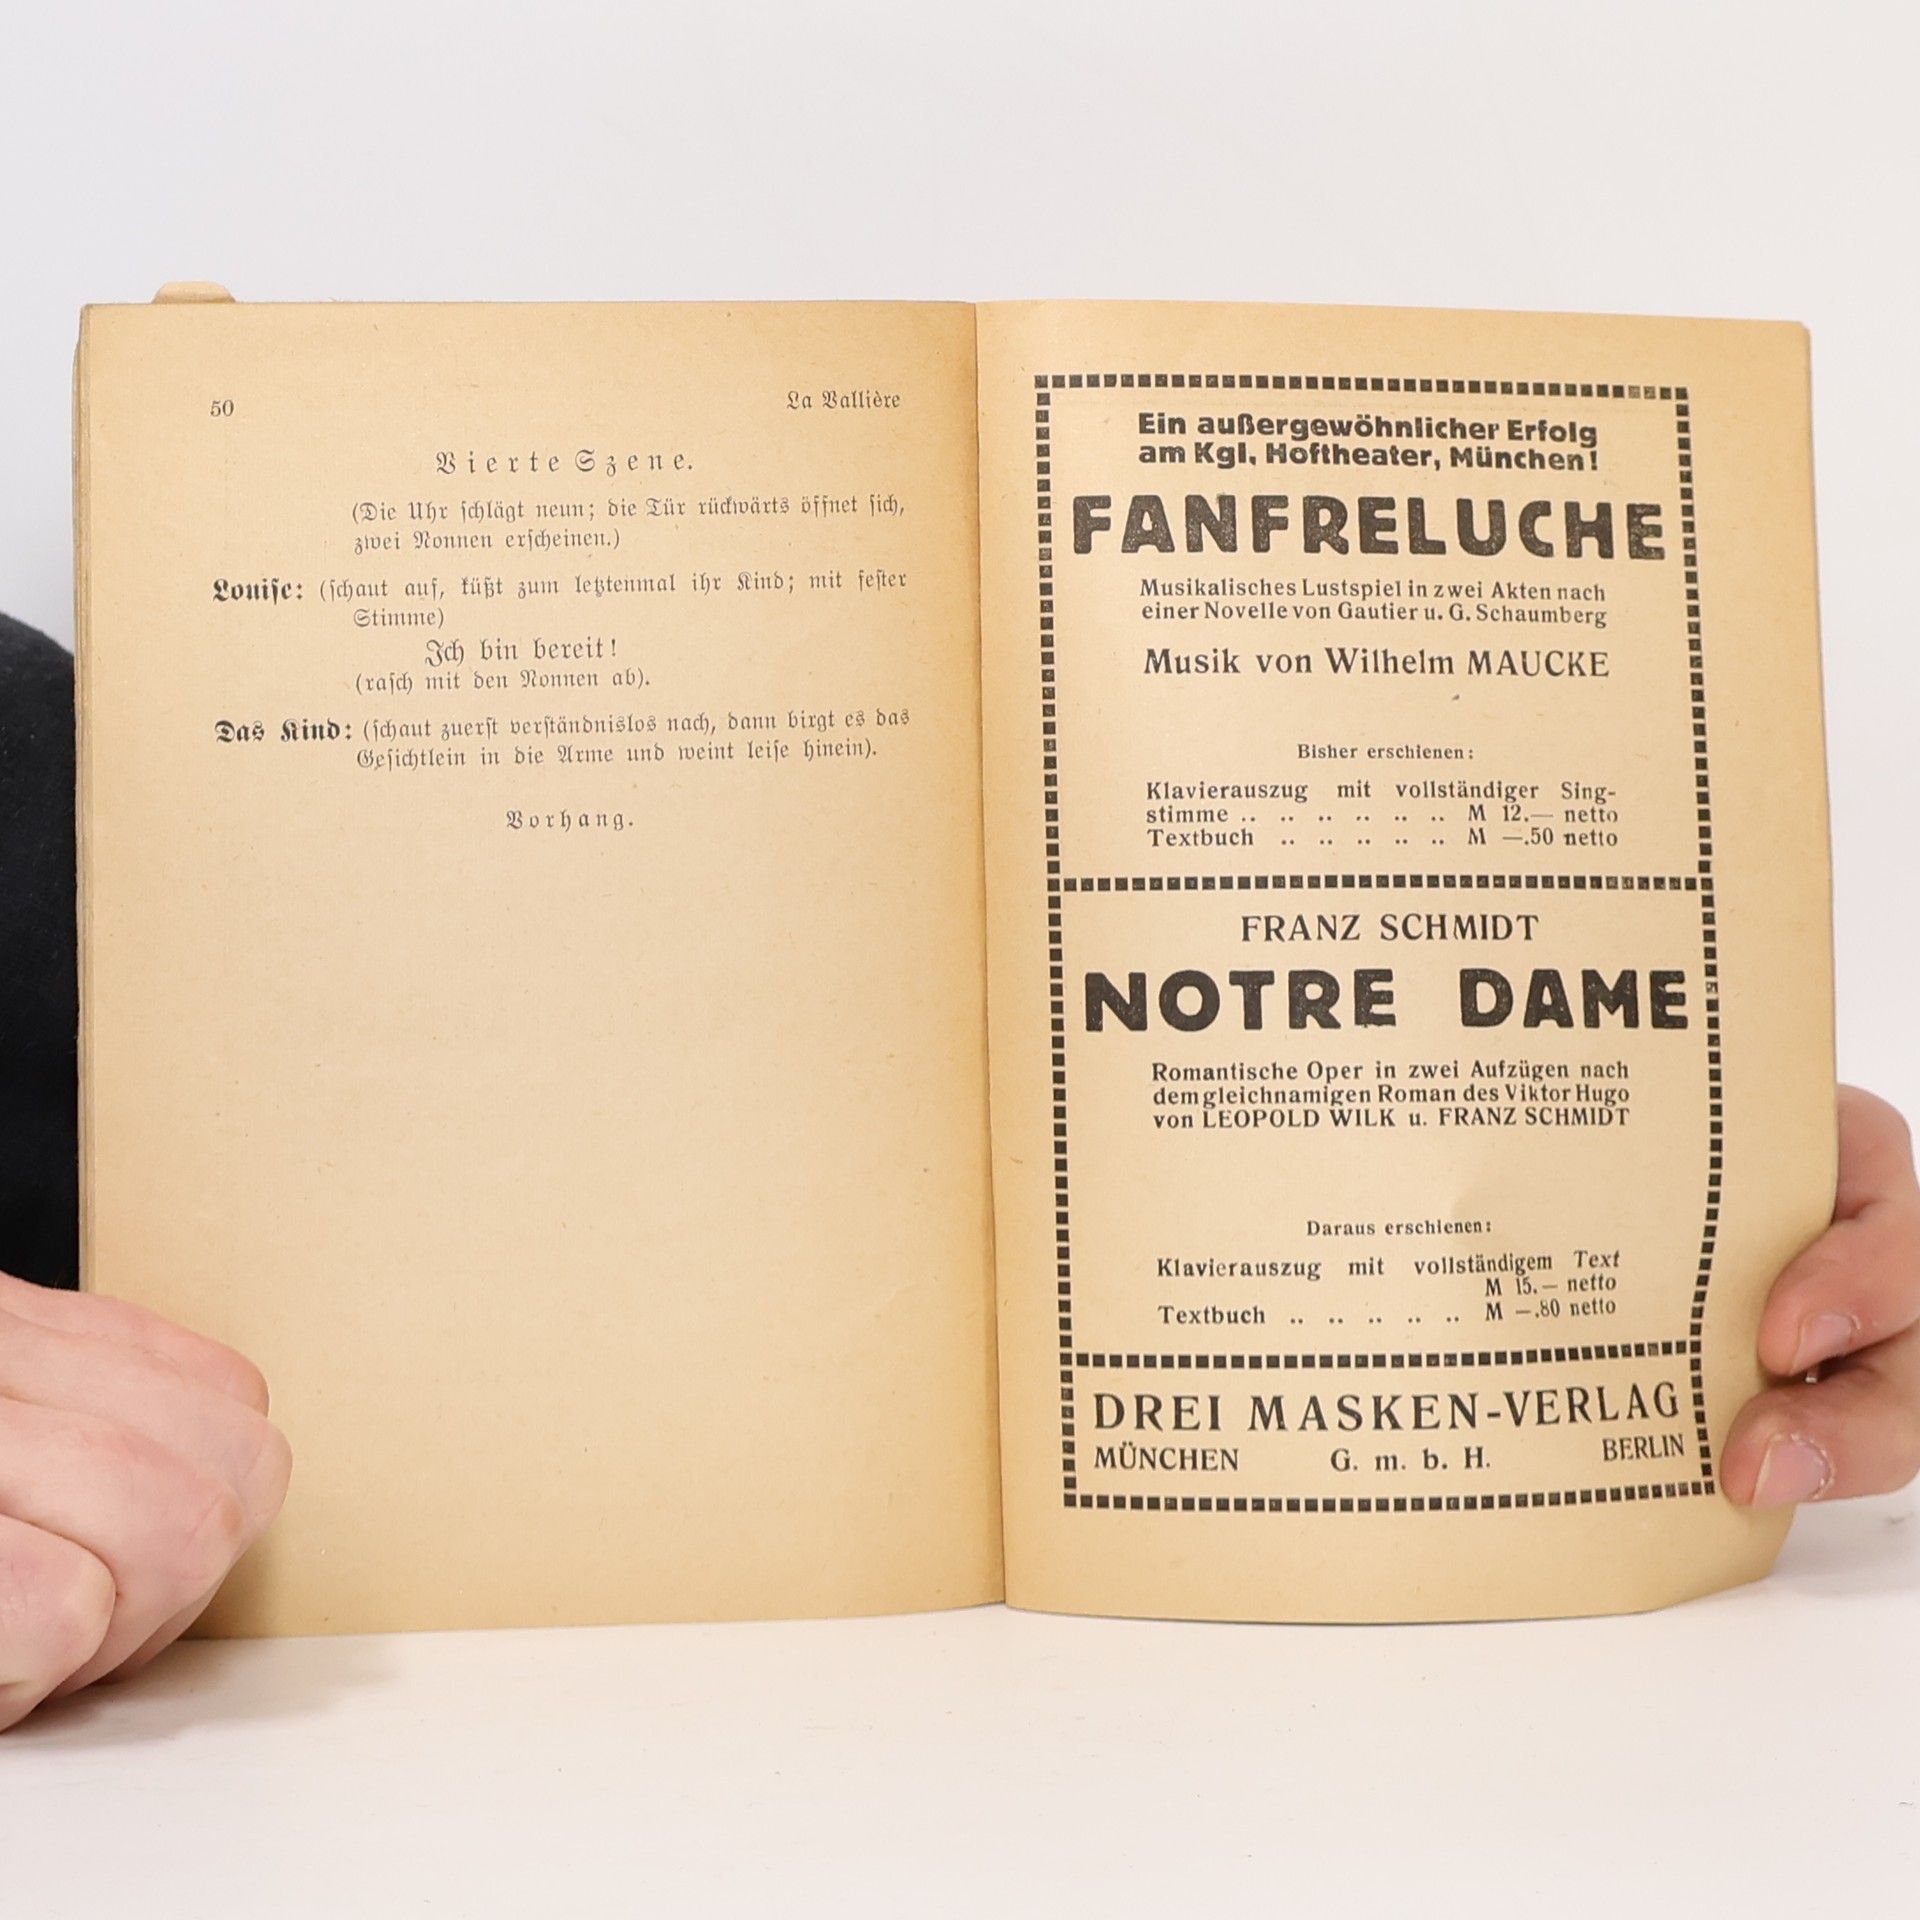 50 La Vallière
Vierte Szene.
(Die Uhr schlägt neun; die Tür rückwärts öffnet sich,
zwei Nonnen erscheinen.)
Louise: (schaut auf, küßt zum letztenmal ihr Kind; mit fester
Stimme)
Ich bin bereit!
(rasch mit den Nonnen ab).
Das Kind: (schaut zuerst verständnislos nach, dann birgt es das
Gesichtlein in die Arme und weint leise hinein).
Vorhang.
Ein außergewöhnlicher Erfolg
am Kgl. Hoftheater, München!
FANFRELUCHE
Musikalisches Lustspiel in zwei Akten nach
einer Novelle von Gautier u. G. Schaumberg
Musik von Wilhelm MAUCKE
Bisher erschienen:
Klavierauszug mit vollständiger Sing-
stimme .. .. .. .. .. .. M 12.— netto
Textbuch .. .. .. .. .. M —.50 netto
FRANZ SCHMIDT
NOTRE DAME
Romantische Oper in zwei Aufzügen nach
dem gleichnamigen Roman des Viktor Hugo
von LEOPOLD WILK u. FRANZ SCHMIDT
Daraus erschienen:
Klavierauszug mit vollständigem Text
M 15.— netto
Textbuch .. .. .. .. .. M —.80 netto
DREI MASKEN-VERLAG
MÜNCHEN G. m. b. H. BERLIN